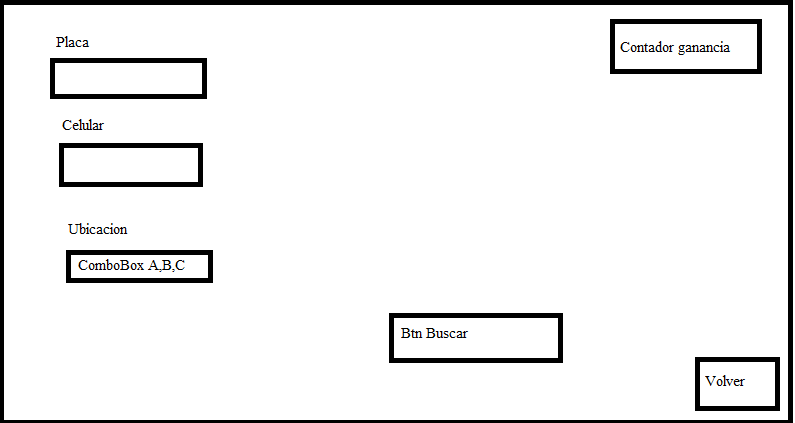 Placa
Contador ganancia
Celular
Ubicacion
ComboBox A,B,C
Btn Buscar
Volver